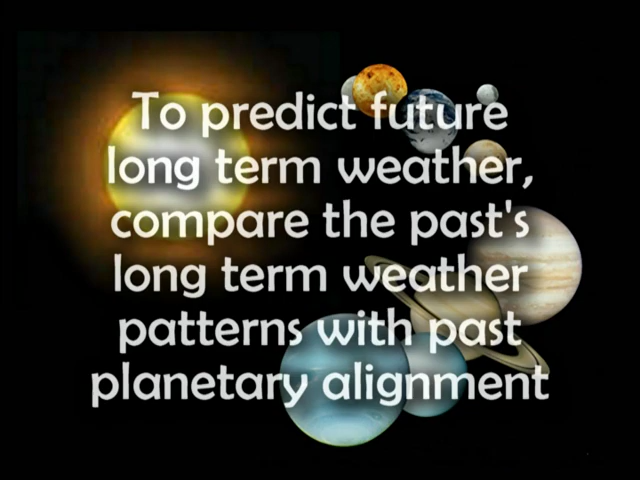 To predict future
long term weather,
compare the past's
long term weather
patterns with past
planetary alignment